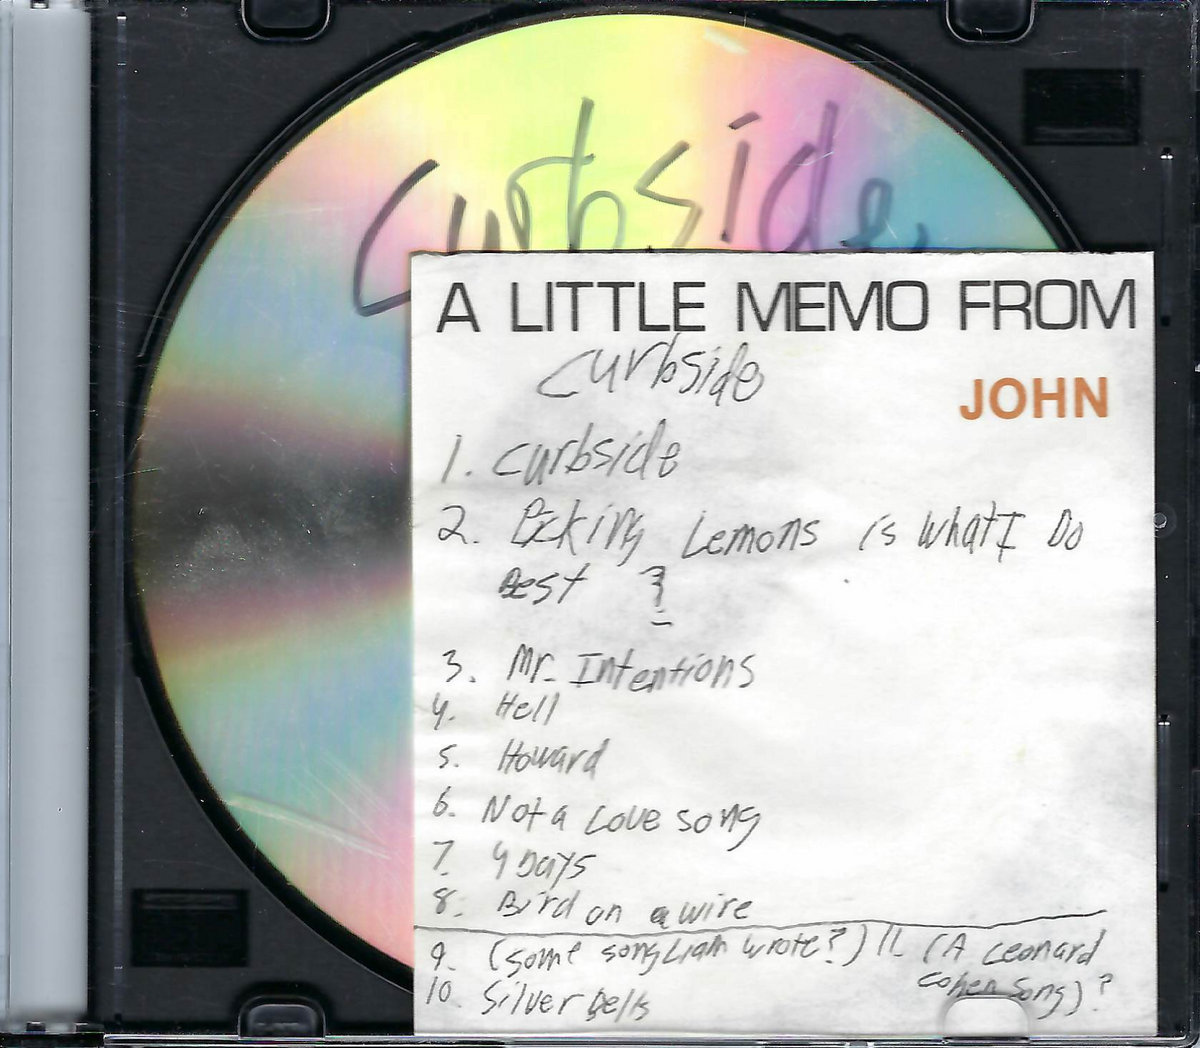 curbside
A LITTLE MEMO FROM
curbside
JOHN
1. curbside
2. Picking Lemons is what I Do
Best ?
3. Mr. Intentions
4. Hell
5. Howard
6. Not a Love song
7. 4 Days
8. Bird on a wire
9. (some song Liam wrote?) 11. (A Leonard
Cohen Song)?
10. Silver bells